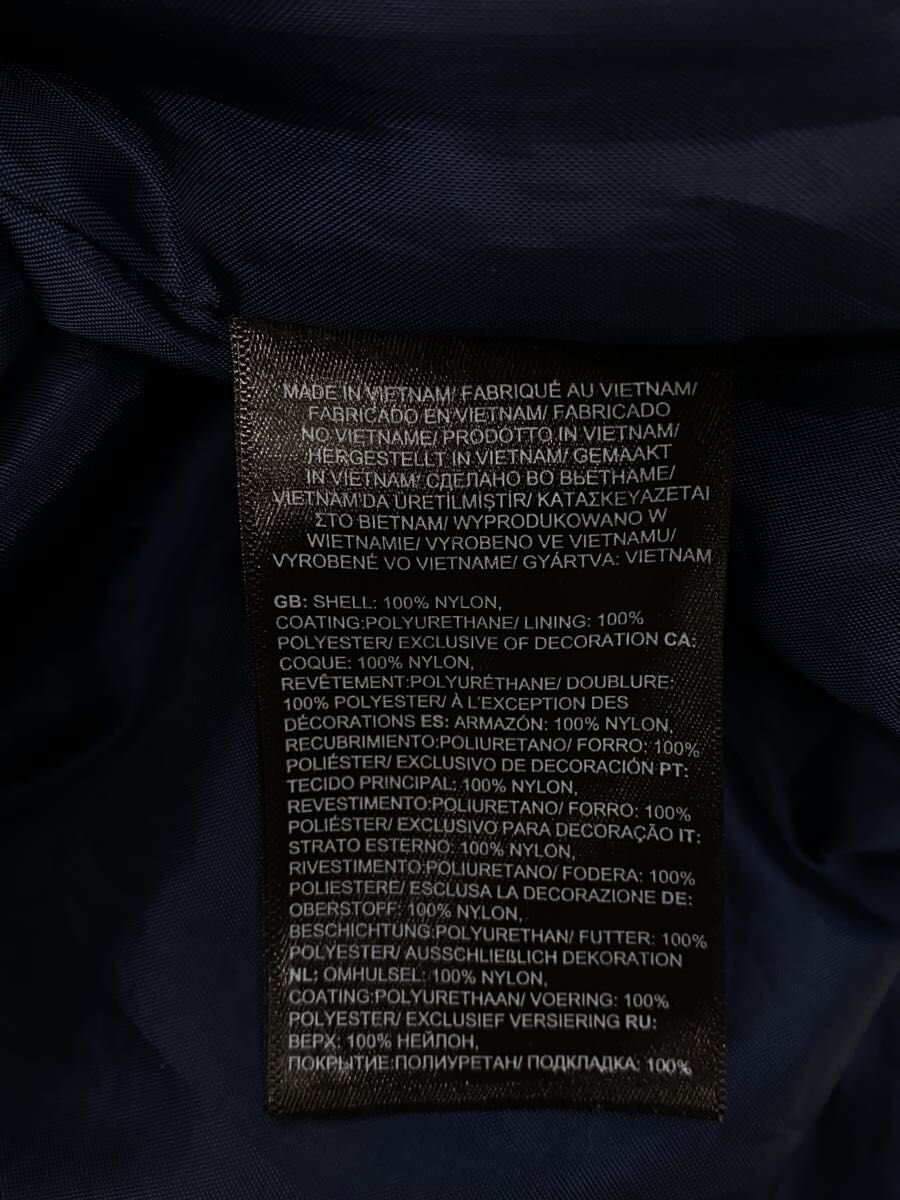 MADE IN VIETNAM/ FABRIQUÉ AU VIETNAM/
FABRICADO EN VIETNAM/ FABRICADO
NO VIETNAME/ PRODOTTO IN VIETNAM/
HERGESTELLT IN VIETNAM/ GEMAAKT
IN VIETNAM/ СДЕЛАНО ВО ВЬЕТНАМЕ/
VIETNAM'DA ÜRETİLMİŞTİR/ ΚΑΤΑΣΚΕΥΑΖΕΤΑΙ
ΣΤΟ ΒΙΕΤΝΑΜ/ WYPRODUKOWANO W
WIETNAMIE/ VYROBENO VE VIETNAMU/
VYROBENÉ VO VIETNAME/ GYÁRTVA: VIETNAM
GB: SHELL: 100% NYLON,
COATING:POLYURETHANE/ LINING: 100%
POLYESTER/ EXCLUSIVE OF DECORATION CA:
COQUE: 100% NYLON,
REVÊTEMENT:POLYURÉTHANE/ DOUBLURE:
100% POLYESTER/ À L'EXCEPTION DES
DÉCORATIONS ES: ARMAZÓN: 100% NYLON,
RECUBRIMIENTO:POLIURETANO/ FORRO: 100%
POLIÉSTER/ EXCLUSIVO DE DECORACIÓN PT:
TECIDO PRINCIPAL: 100% NYLON,
REVESTIMENTO:POLIURETANO/ FORRO: 100%
POLIÉSTER/ EXCLUSIVO PARA DECORAÇÃO IT:
STRATO ESTERNO: 100% NYLON,
RIVESTIMENTO:POLIURETANO/ FODERA: 100%
POLIESTERE/ ESCLUSA LA DECORAZIONE DE:
OBERSTOFF: 100% NYLON,
BESCHICHTUNG:POLYURETHAN/ FUTTER: 100%
POLYESTER/ AUSSCHLIEßLICH DEKORATION
NL: OMHULSEL: 100% NYLON,
COATING:POLYURETHAAN/ VOERING: 100%
POLYESTER/ EXCLUSIEF VERSIERING RU:
ВЕРХ: 100% НЕЙЛОН,
ПОКРЫТИЕ:ПОЛИУРЕТАН/ ПОДКЛАДКА: 100%